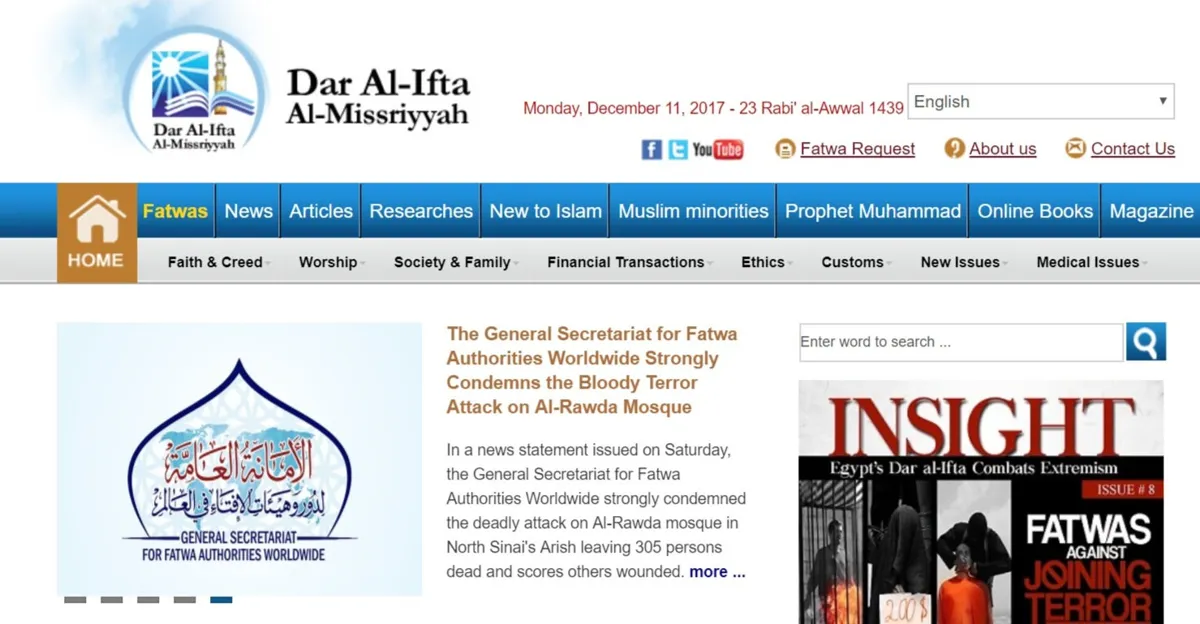 Dar Al-Ifta
Al-Missriyyah
Dar Al-Ifta
Al-Missriyyah
Monday, December 11, 2017 - 23 Rabi' al-Awwal 1439
English
f
t
YouTube
Fatwa Request
?
About us
Contact Us
HOME
Fatwas
News
Articles
Researches
New to Islam
Muslim minorities
Prophet Muhammad
Online Books
Magazine
Faith & Creed
Worship
Society & Family
Financial Transactions
Ethics
Customs
New Issues
Medical Issues
الأمانة العامة
لدور وهيئات الإفتاء في العالم
GENERAL SECRETARIAT
FOR FATWA AUTHORITIES WORLDWIDE
The General Secretariat for Fatwa
Authorities Worldwide Strongly
Condemns the Bloody Terror
Attack on Al-Rawda Mosque
In a news statement issued on Saturday,
the General Secretariat for Fatwa
Authorities Worldwide strongly condemned
the deadly attack on Al-Rawda mosque in
North Sinai's Arish leaving 305 persons
dead and scores others wounded. more ...
Enter word to search ...
INSIGHT
Egypt's Dar al-Ifta Combats Extremism
ISSUE # 8
FATWAS
AGAINST
JOINING
TERROR
200 $